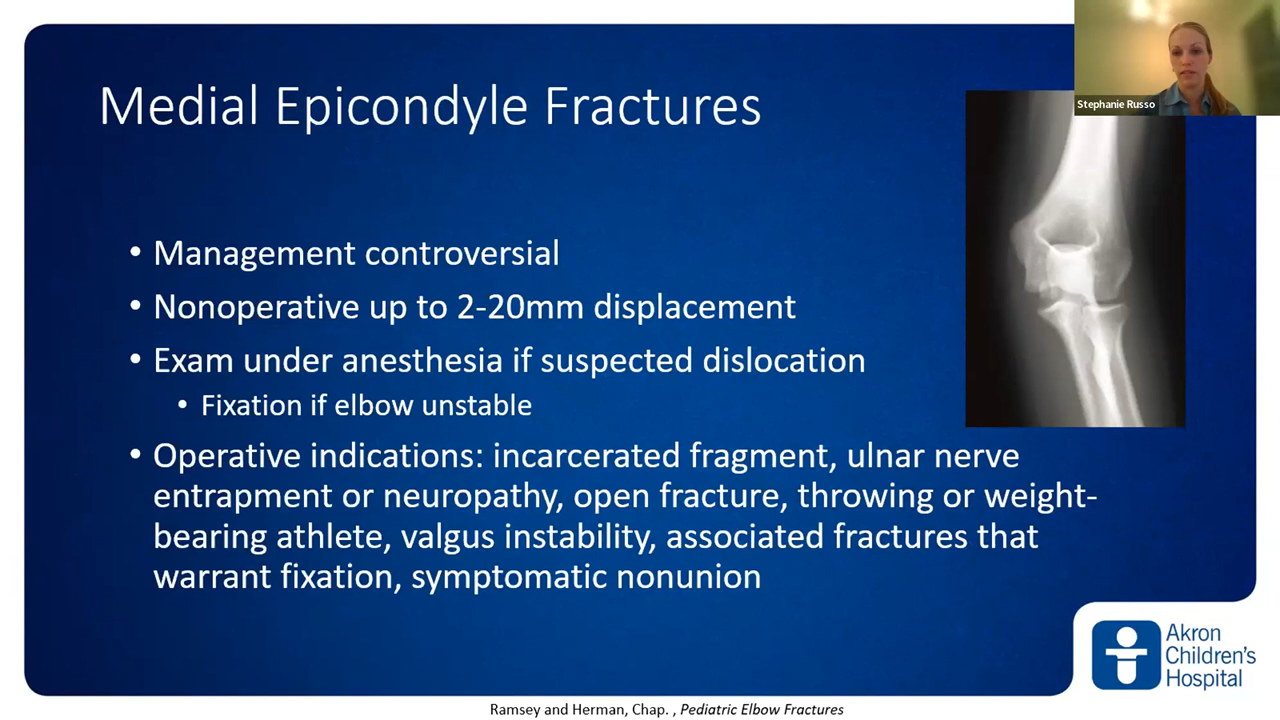 Stephanie Russo
Medial Epicondyle Fractures
• Management controversial
• Nonoperative up to 2-20mm displacement
• Exam under anesthesia if suspected dislocation
• Fixation if elbow unstable
• Operative indications: incarcerated fragment, ulnar nerve
entrapment or neuropathy, open fracture, throwing or weight-
bearing athlete, valgus instability, associated fractures that
warrant fixation, symptomatic nonunion
Akron
Children's
Hospital
Ramsey and Herman, Chap. , Pediatric Elbow Fractures